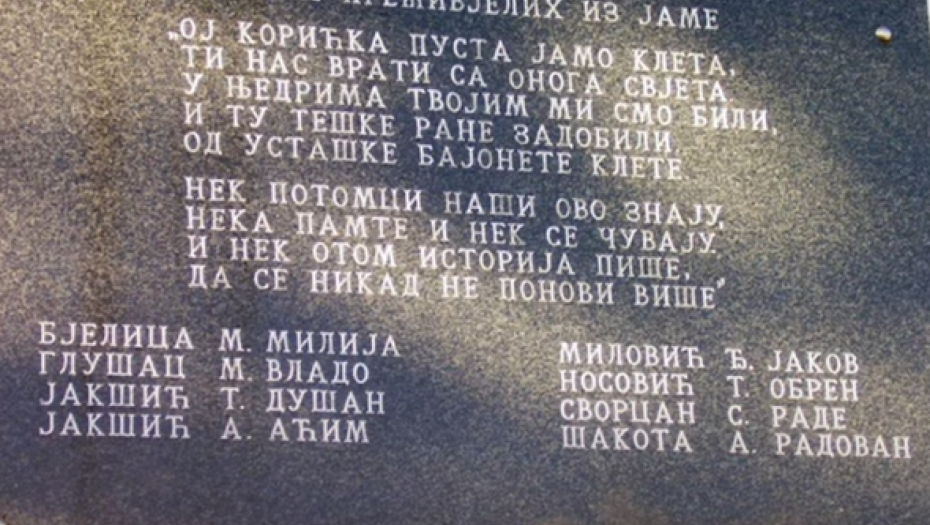 ПРЕЖИВЈЕЛИХ ИЗ ЈАМЕ
„ОЈ КОРИЋКА ПУСТА ЈАМО КЛЕТА,
ТИ НАС ВРАТИ СА ОНОГА СВЈЕТА.
У ЊЕДРИМА ТВОЈИМ МИ СМО БИЛИ,
И ТУ ТЕШКЕ РАНЕ ЗАДОБИЛИ,
ОД УСТАШКЕ БАЈОНЕТЕ КЛЕТЕ.
НЕК ПОТОМЦИ НАШИ ОВО ЗНАЈУ,
НЕКА ПАМТЕ И НЕК СЕ ЧУВАЈУ.
И НЕК ОТОМ ИСТОРИЈА ПИШЕ,
ДА СЕ НИКАД НЕ ПОНОВИ ВИШЕ"
БЈЕЛИЦА М. МИЛИЈА
ГЛУШАЦ М. ВЛАДО
ЈАКШИЋ Т. ДУШАН
ЈАКШИЋ А. АЋИМ
МИЛОВИЋ Ђ. ЈАКОВ
НОСОВИЋ Т. ОБРЕН
СВОРЦАН С. РАДЕ
ШАКОТА А. РАДОВАН